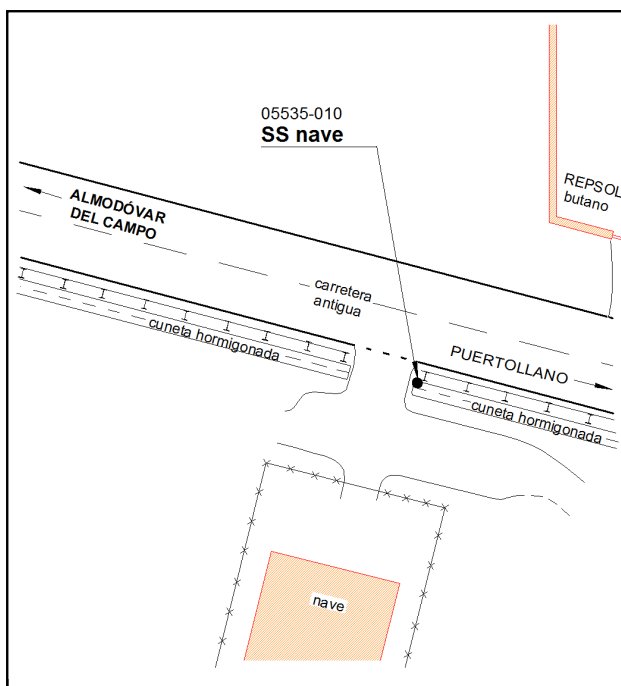 05535-010
SS nave
REPSOL
butano
ALMODÓVAR
DEL CAMPO
carretera
antigua
cuneta hormigonada
PUERTOLLANO
cuneta hormigonada
nave